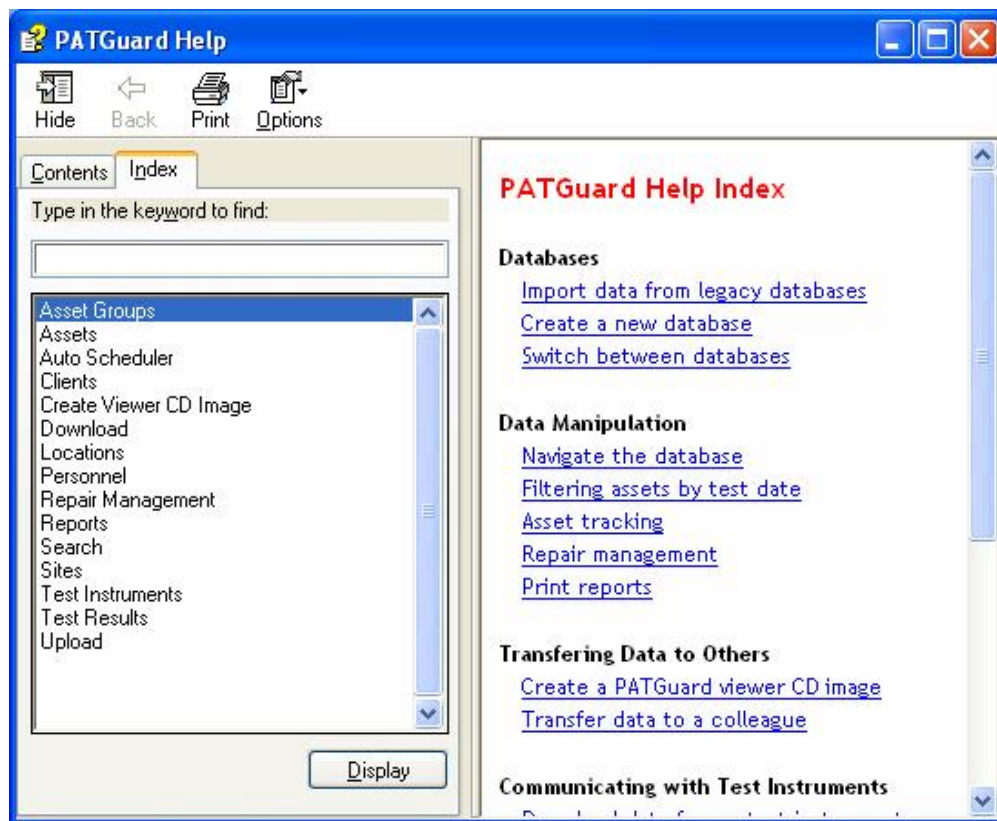 PATGuard Help
Hide Back Print Options
Contents Index
Type in the keyword to find:
Asset Groups
Assets
Auto Scheduler
Clients
Create Viewer CD Image
Download
Locations
Personnel
Repair Management
Reports
Search
Sites
Test Instruments
Test Results
Upload
Display
PATGuard Help Index
Databases
Import data from legacy databases
Create a new database
Switch between databases
Data Manipulation
Navigate the database
Filtering assets by test date
Asset tracking
Repair management
Print reports
Transfering Data to Others
Create a PATGuard viewer CD image
Transfer data to a colleague
Communicating with Test Instruments